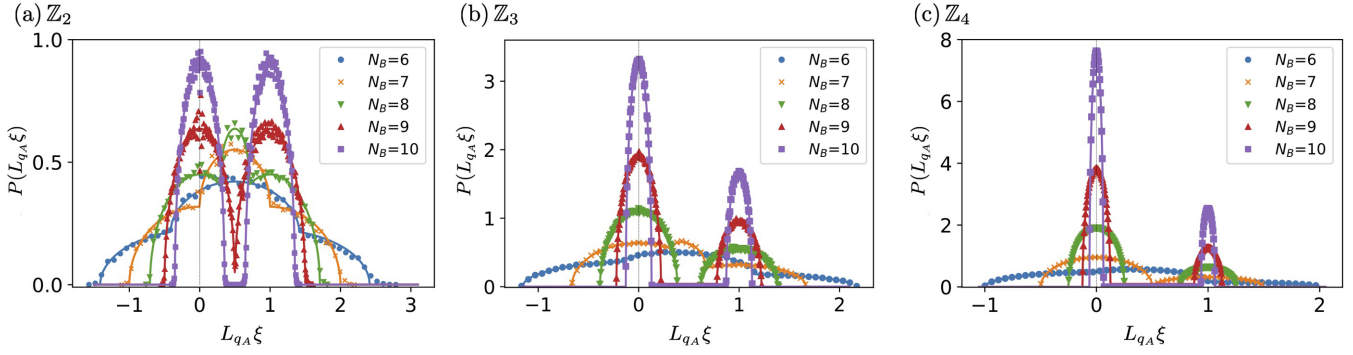 (a) ℤ₂
P(L_{q_A}ξ)
1.0
0.5
0.0
−1
0
1
2
3
L_{q_A}ξ
N_B=6
N_B=7
N_B=8
N_B=9
N_B=10
(b) ℤ₃
P(L_{q_A}ξ)
3
2
1
0
−1
0
1
2
L_{q_A}ξ
N_B=6
N_B=7
N_B=8
N_B=9
N_B=10
(c) ℤ₄
P(L_{q_A}ξ)
8
6
4
2
0
−1
0
1
2
L_{q_A}ξ
N_B=6
N_B=7
N_B=8
N_B=9
N_B=10